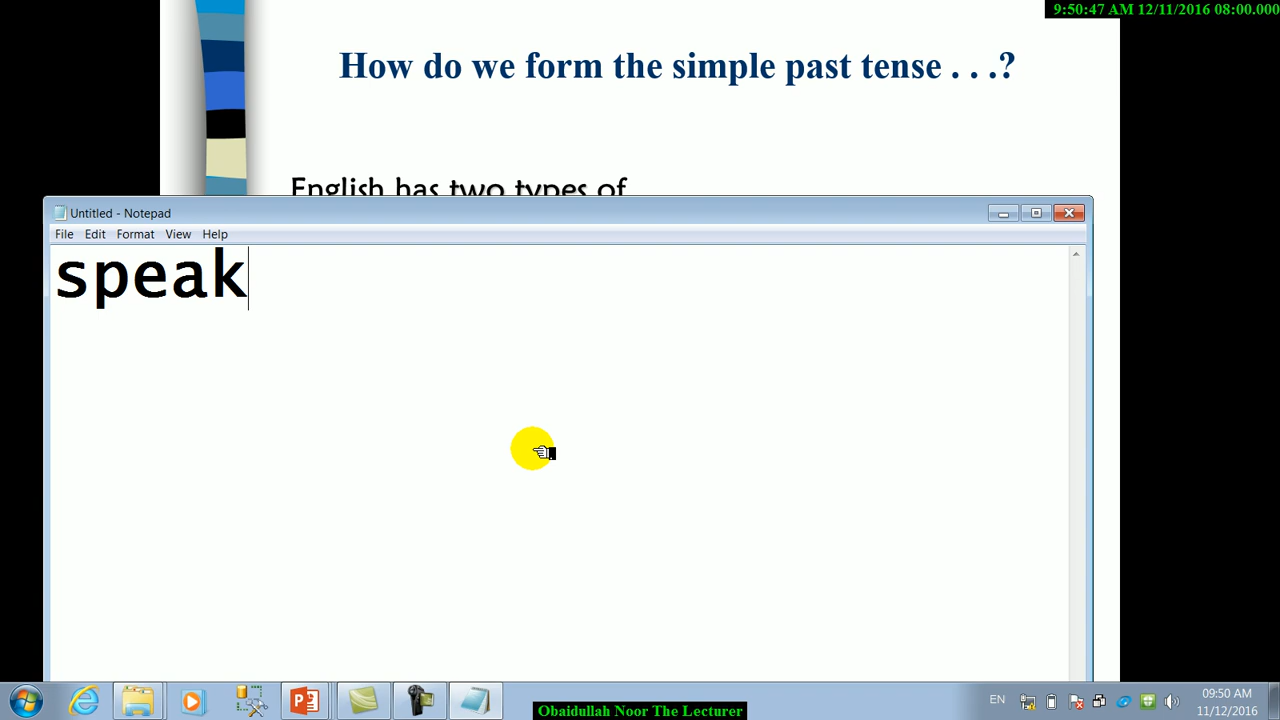 9:50:47 AM 12/11/2016 08:00.000
How do we form the simple past tense . . .?
English has two types of
Untitled - Notepad
File Edit Format View Help
speak
EN
09:50 AM
11/12/2016
Obaidullah Noor The Lecturer